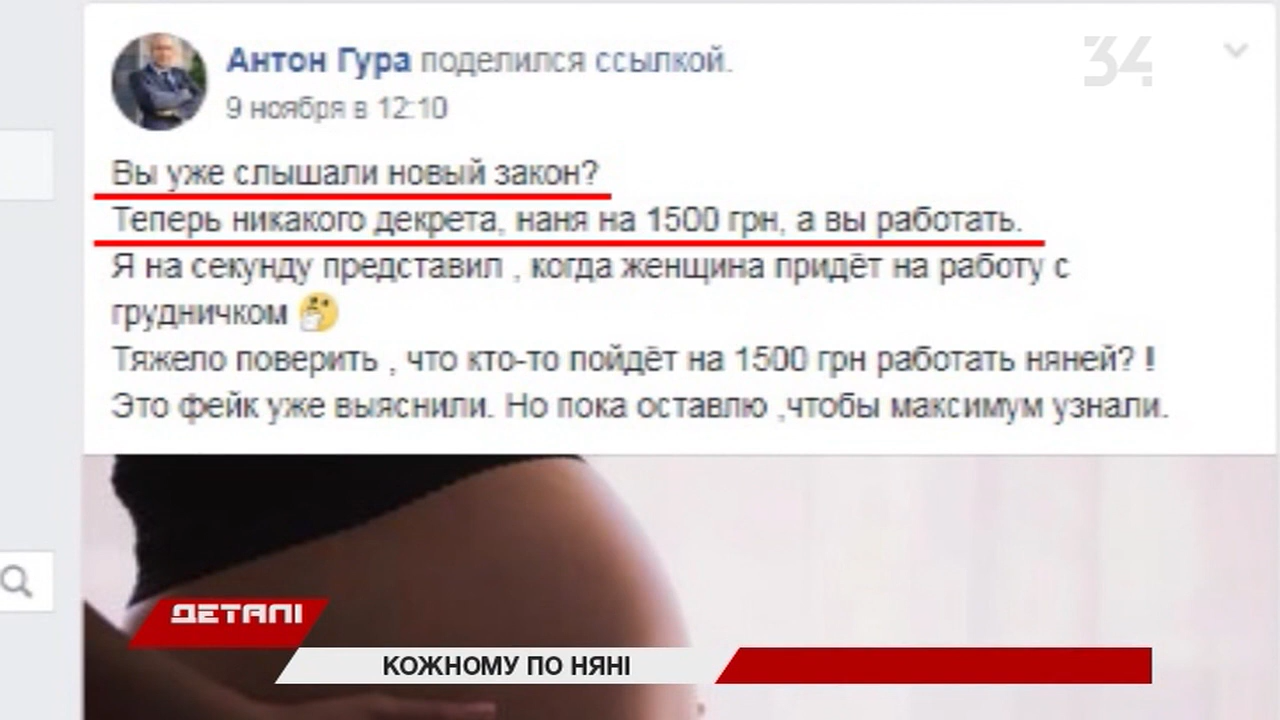 Антон Гура поделился ссылкой.
34
9 ноября в 12:10
Вы уже слышали новый закон?
Теперь никакого декрета, наня на 1500 грн, а вы работать.
Я на секунду представил , когда женщина придёт на работу с
грудничком 🤔
Тяжело поверить , что кто-то пойдёт на 1500 грн работать няней? !
Это фейк уже выяснили. Но пока оставлю ,чтобы максимум узнали.
ДЕТАЛІ
КОЖНОМУ ПО НЯНІ